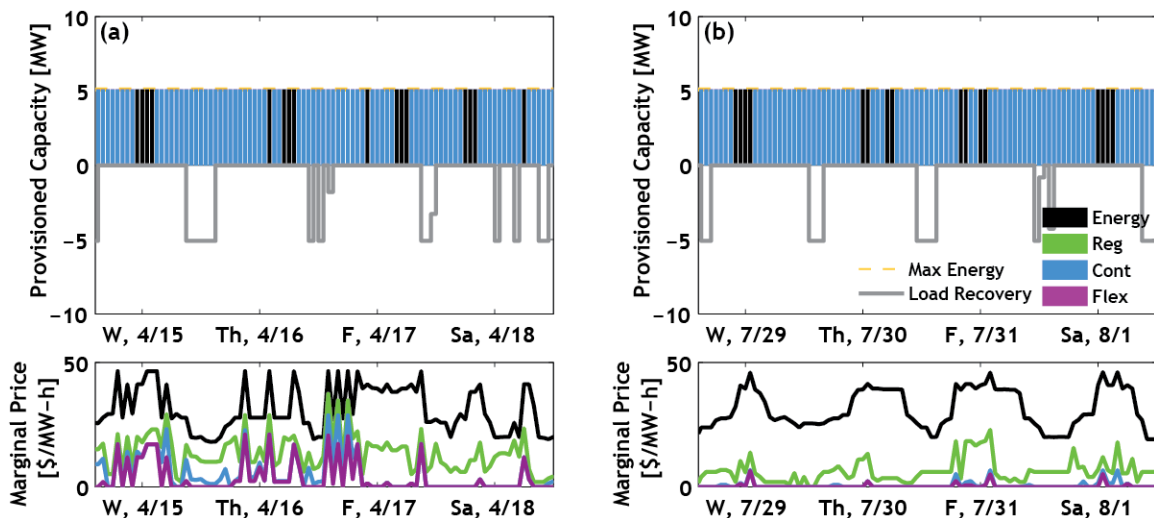 (a)
Provisioned Capacity [MW]
10
5
0
−5
−10
W, 4/15 Th, 4/16 F, 4/17 Sa, 4/18
Marginal Price
[$/MW−h]
50
0
W, 4/15 Th, 4/16 F, 4/17 Sa, 4/18
(b)
Provisioned Capacity [MW]
10
5
0
−5
−10
Max Energy
Load Recovery
Energy
Reg
Cont
Flex
W, 7/29 Th, 7/30 F, 7/31 Sa, 8/1
Marginal Price
[$/MW−h]
50
0
W, 7/29 Th, 7/30 F, 7/31 Sa, 8/1